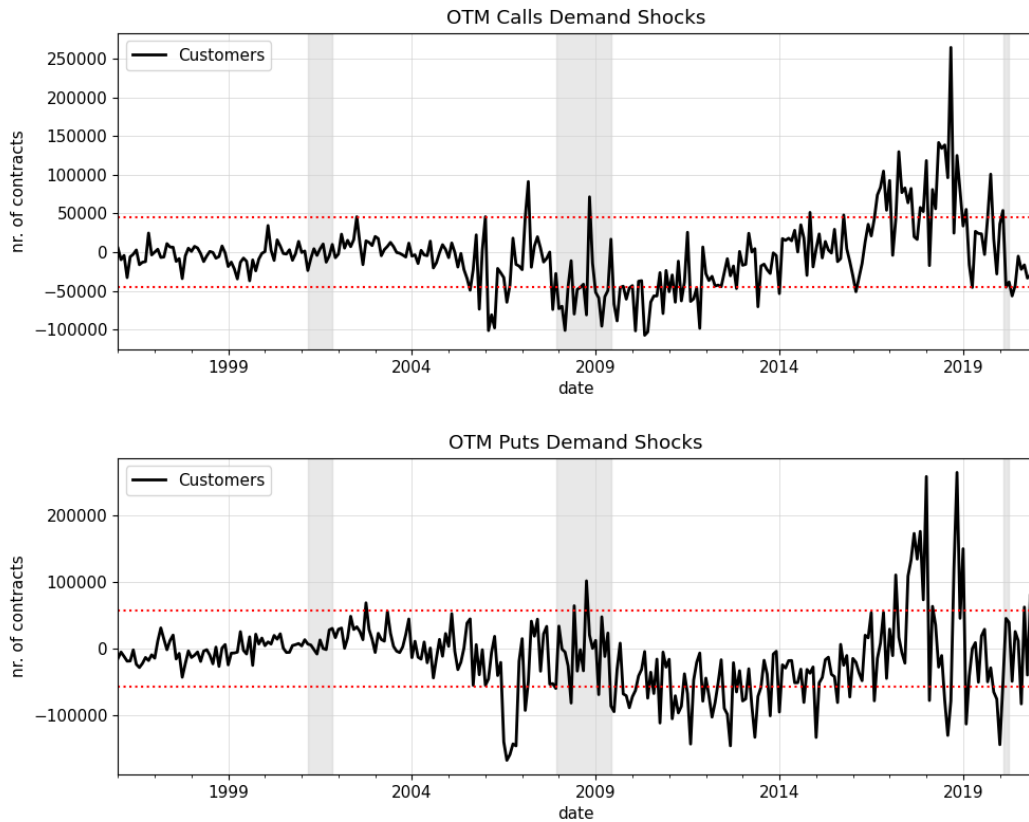 OTM Calls Demand Shocks
Customers
250000
200000
150000
100000
50000
0
−50000
−100000
nr. of contracts
1999 2004 2009 2014 2019
date
OTM Puts Demand Shocks
Customers
200000
100000
0
−100000
nr. of contracts
1999 2004 2009 2014 2019
date